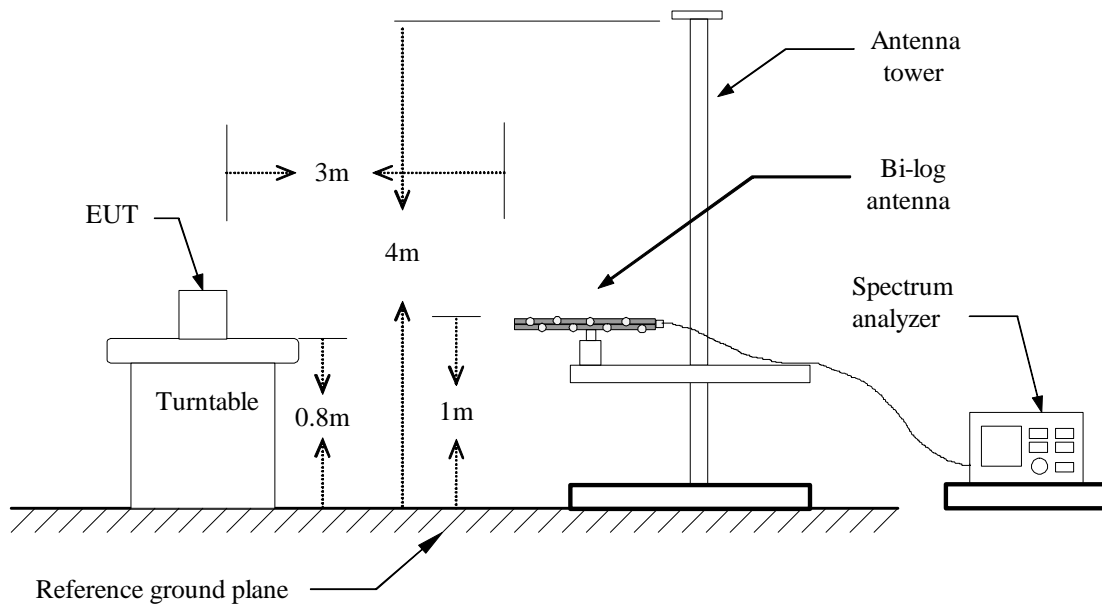 Antenna
tower
3m
Bi-log
antenna
EUT
4m
Spectrum
analyzer
Turntable
0.8m
1m
Reference ground plane